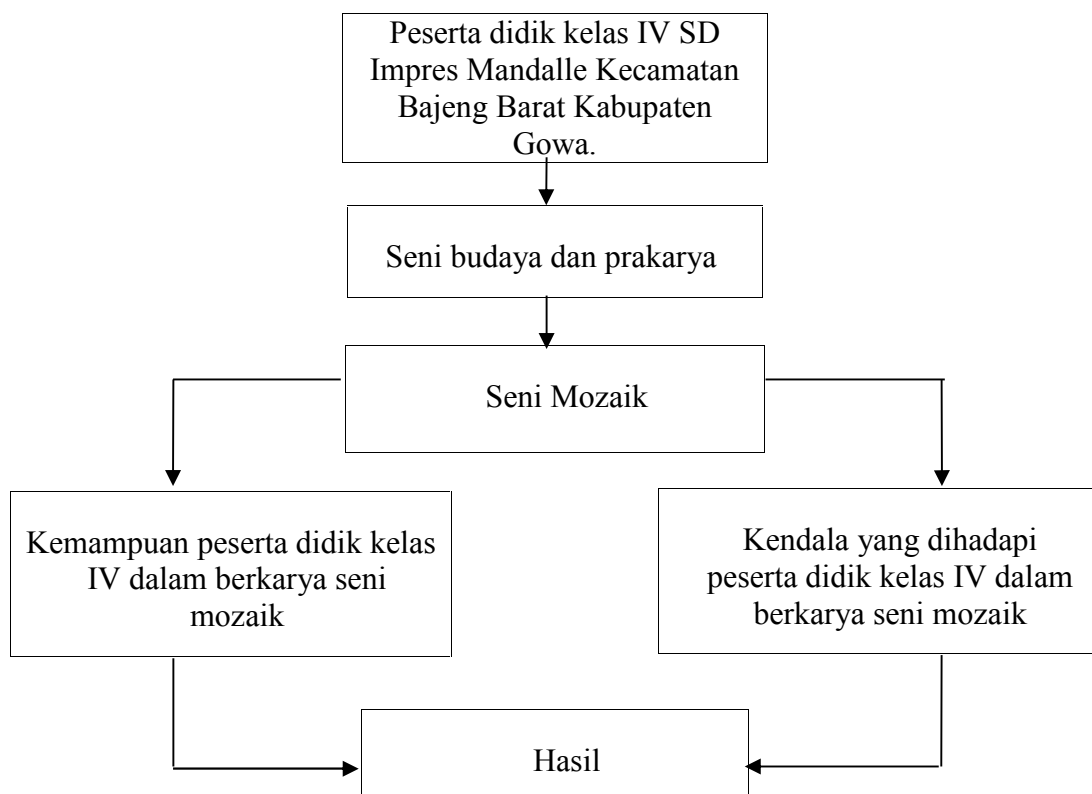 Peserta didik kelas IV SD
Impres Mandalle Kecamatan
Bajeng Barat Kabupaten
Gowa.
Seni budaya dan prakarya
Seni Mozaik
Kemampuan peserta didik kelas
IV dalam berkarya seni
mozaik
Kendala yang dihadapi
peserta didik kelas IV dalam
berkarya seni mozaik
Hasil